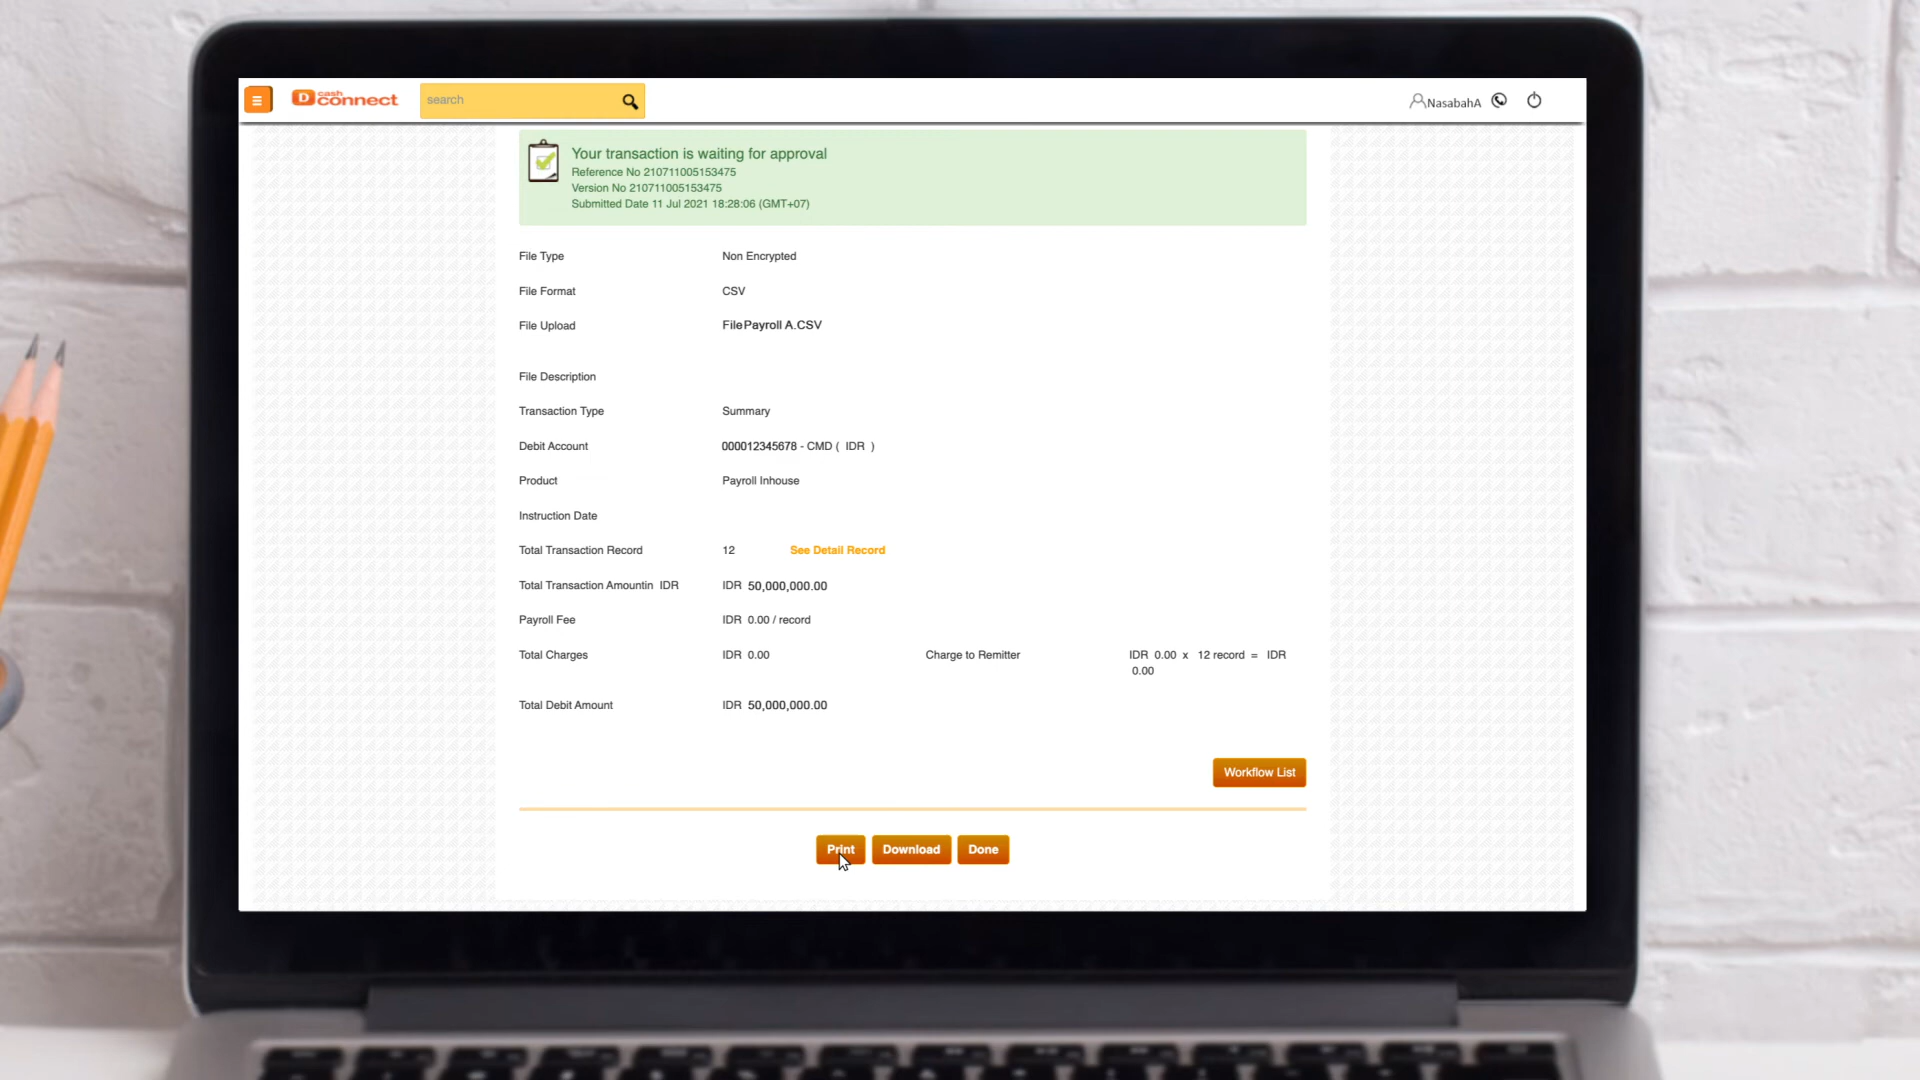 D cash connect
search
NasabahA
Your transaction is waiting for approval
Reference No 210711005153475
Version No 210711005153475
Submitted Date 11 Jul 2021 18:28:06 (GMT+07)
File Type Non Encrypted
File Format CSV
File Upload FilePayroll A.CSV
File Description
Transaction Type Summary
Debit Account 000012345678 - CMD ( IDR )
Product Payroll Inhouse
Instruction Date
Total Transaction Record 12 See Detail Record
Total Transaction Amountin IDR IDR 50,000,000.00
Payroll Fee IDR 0.00 / record
Total Charges IDR 0.00 Charge to Remitter IDR 0.00 x 12 record = IDR
0.00
Total Debit Amount IDR 50,000,000.00
Workflow List
Print Download Done